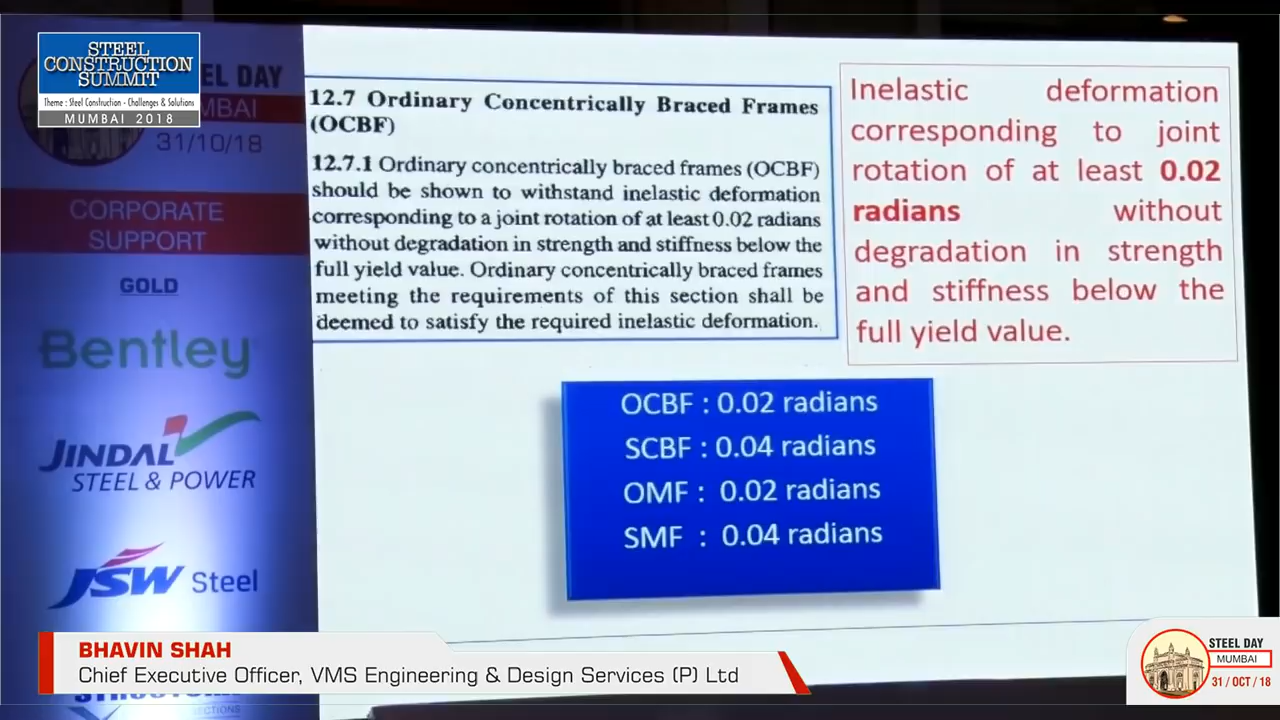 STEEL
CONSTRUCTION
SUMMIT
Theme : Steel Construction - Challenges & Solutions
MUMBAI 2018
EL DAY
MBAI
31/10/18
CORPORATE
SUPPORT
GOLD
Bentley
JINDAL
STEEL & POWER
JSW Steel
12.7 Ordinary Concentrically Braced Frames
(OCBF)
12.7.1 Ordinary concentrically braced frames (OCBF)
should be shown to withstand inelastic deformation
corresponding to a joint rotation of at least 0.02 radians
without degradation in strength and stiffness below the
full yield value. Ordinary concentrically braced frames
meeting the requirements of this section shall be
deemed to satisfy the required inelastic deformation.
Inelastic deformation
corresponding to joint
rotation of at least 0.02
radians without
degradation in strength
and stiffness below the
full yield value.
OCBF : 0.02 radians
SCBF : 0.04 radians
OMF : 0.02 radians
SMF : 0.04 radians
BHAVIN SHAH
Chief Executive Officer, VMS Engineering & Design Services (P) Ltd
STEEL DAY
MUMBAI
31 / OCT / 18